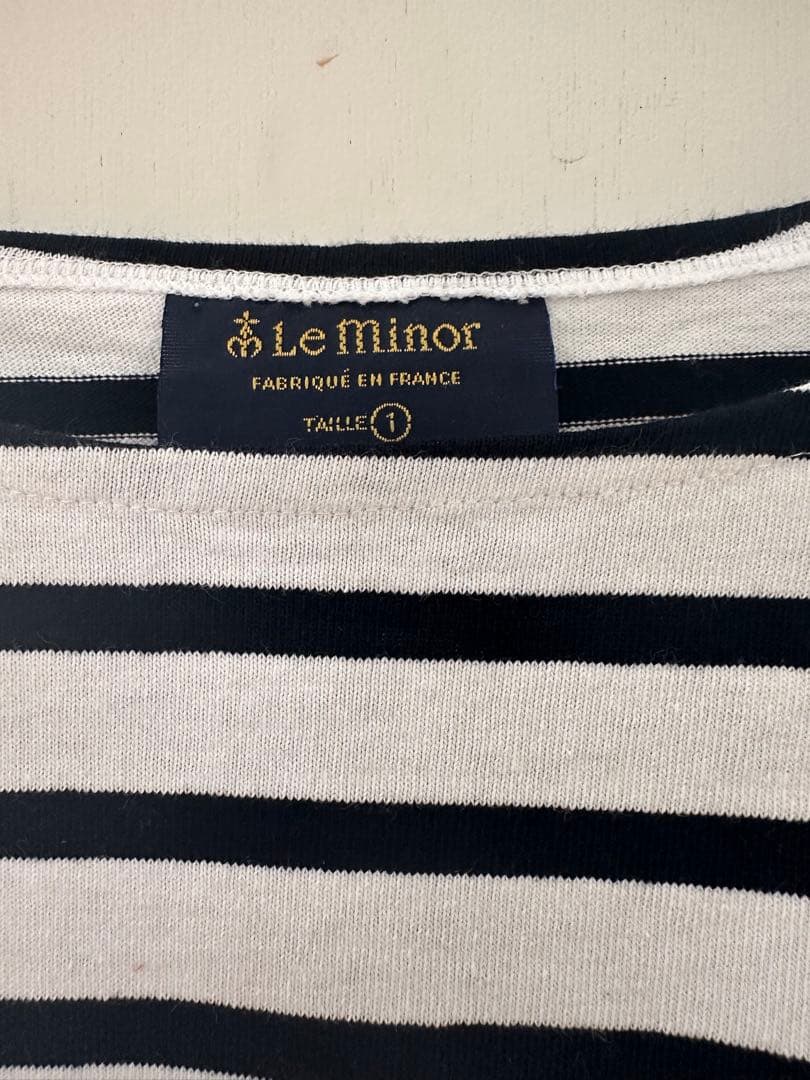 Le Minor
FABRIQUÉ EN FRANCE
TAILLE 1